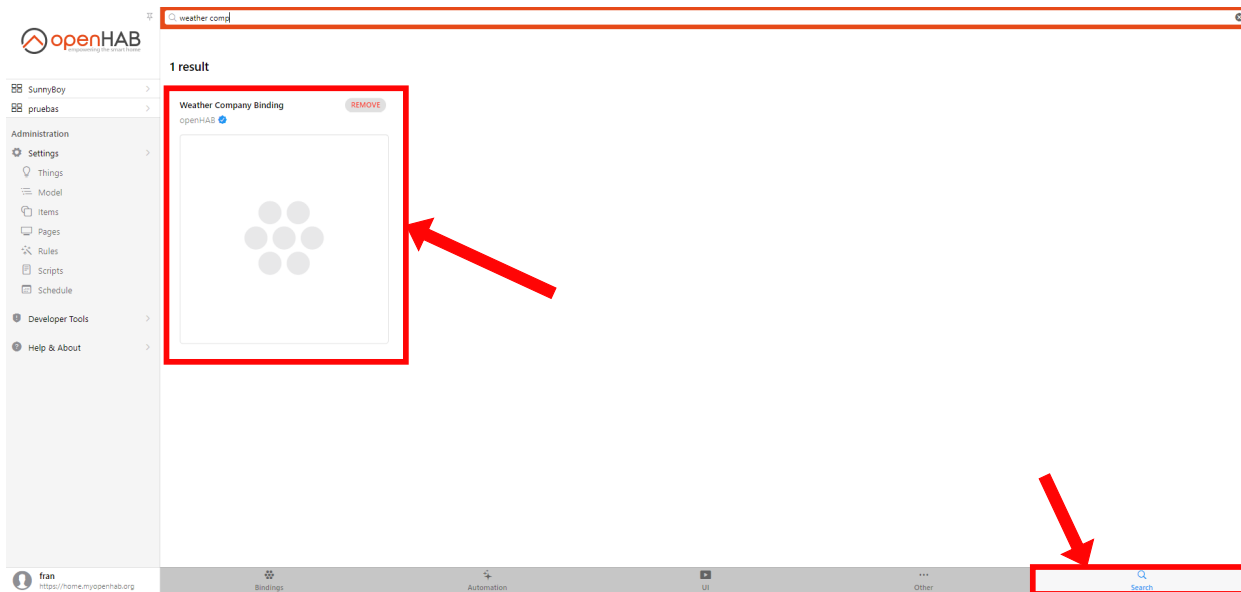 openHAB
empowering the smart home
SunnyBoy
pruebas
Administration
Settings
Things
Model
Items
Pages
Rules
Scripts
Schedule
Developer Tools
Help & About
fran
https://home.myopenhab.org
weather comp
1 result
Weather Company Binding
REMOVE
openHAB
Bindings
Automation
UI
Other
Search